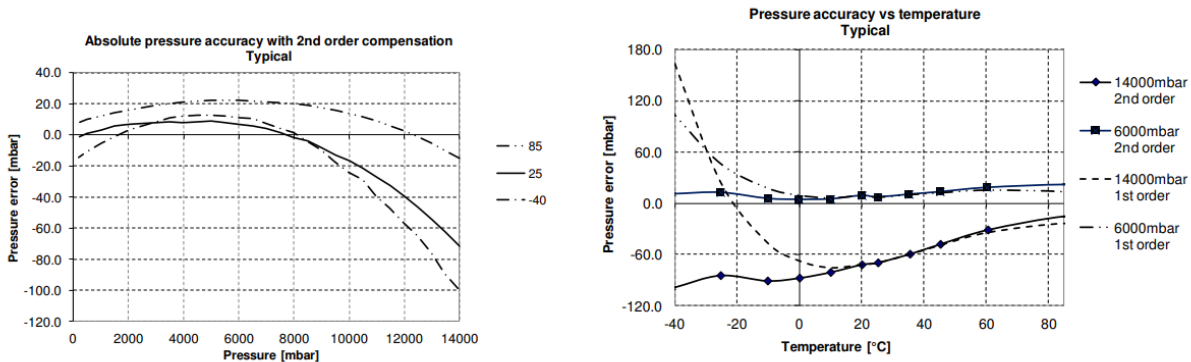 Absolute pressure accuracy with 2nd order compensation
Typical
40.0
20.0
0.0
-20.0
-40.0
-60.0
-80.0
-100.0
-120.0
Pressure error [mbar]
0 2000 4000 6000 8000 10000 12000 14000
Pressure [mbar]
85
25
-40
Pressure accuracy vs temperature
Typical
180.0
120.0
60.0
0.0
-60.0
-120.0
Pressure error [mbar]
-40 -20 0 20 40 60 80
Temperature [°C]
14000mbar
2nd order
6000mbar
2nd order
14000mbar
1st order
6000mbar
1st order